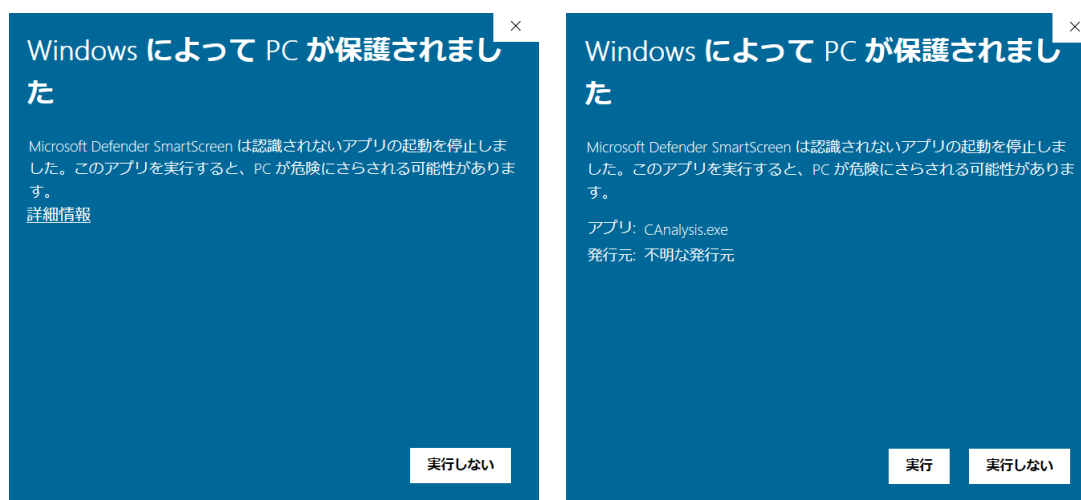 Windows によって PC が保護されまし
た
Microsoft Defender SmartScreen は認識されないアプリの起動を停止しま
した。このアプリを実行すると、PC が危険にさらされる可能性がありま
す。
詳細情報
実行しない
Windows によって PC が保護されまし
た
Microsoft Defender SmartScreen は認識されないアプリの起動を停止しま
した。このアプリを実行すると、PC が危険にさらされる可能性がありま
す。
アプリ: CAnalysis.exe
発行元: 不明な発行元
実行 実行しない